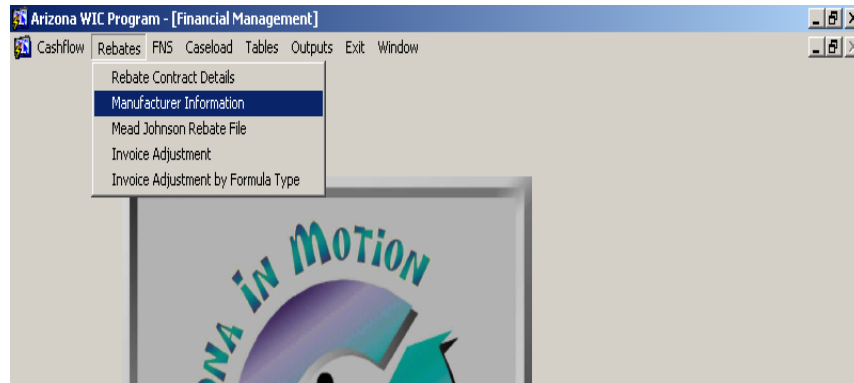 Arizona WIC Program - [Financial Management]
Cashflow Rebates FNS Caseload Tables Outputs Exit Window
Rebate Contract Details
Manufacturer Information
Mead Johnson Rebate File
Invoice Adjustment
Invoice Adjustment by Formula Type
ONA IN MOTION